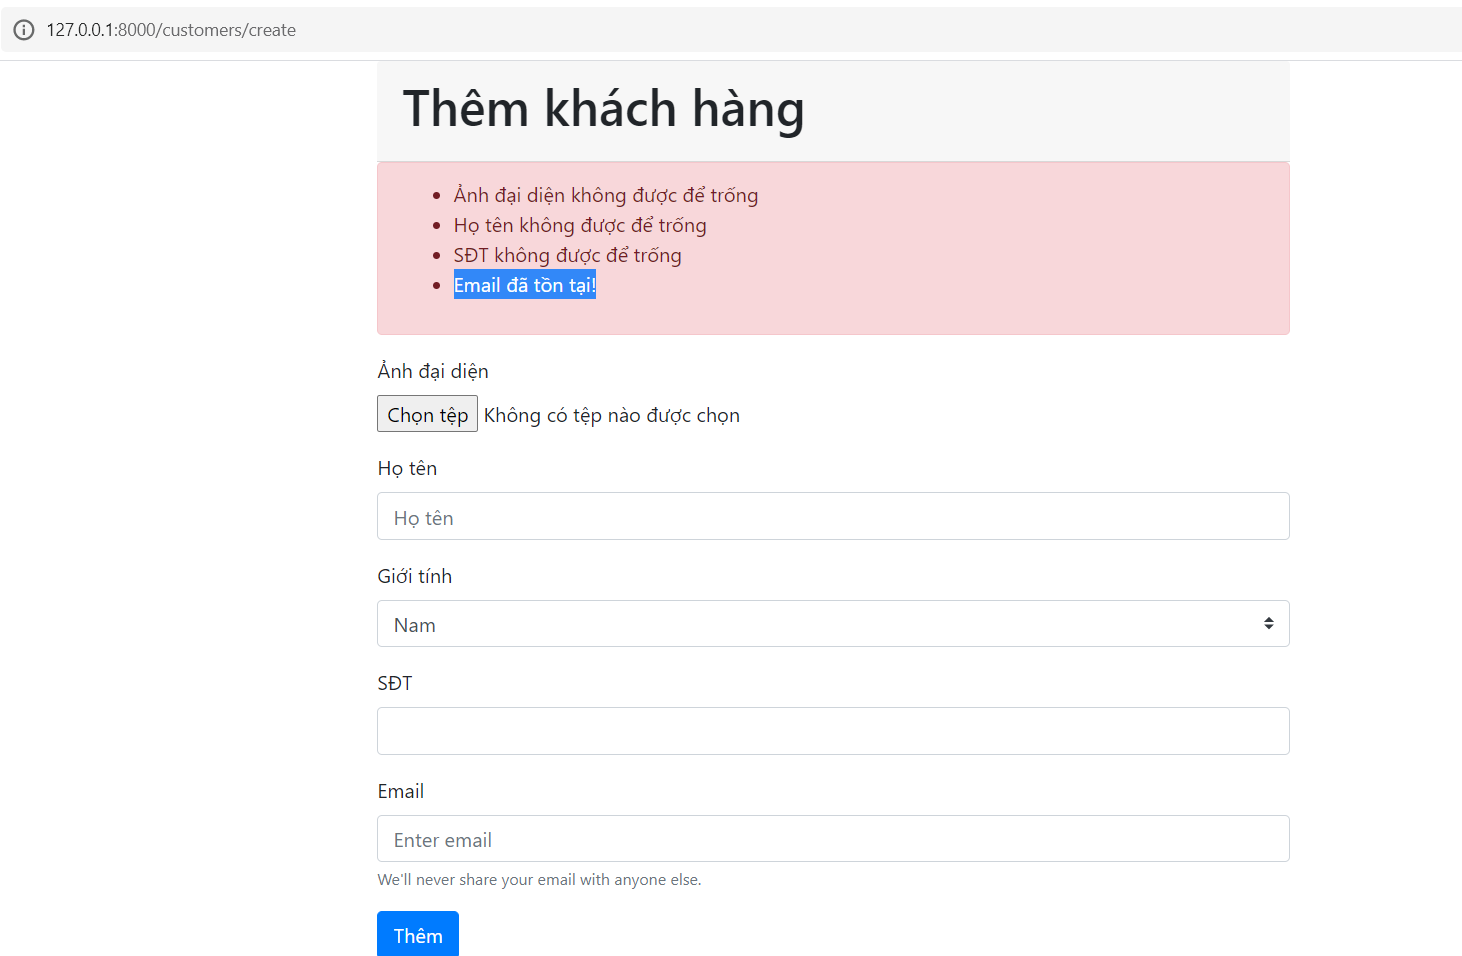 127.0.0.1:8000/customers/create
Thêm khách hàng
Ảnh đại diện không được để trống
Họ tên không được để trống
SĐT không được để trống
Email đã tồn tại!
Ảnh đại diện
Chọn tệp Không có tệp nào được chọn
Họ tên
Họ tên
Giới tính
Nam
SĐT
Email
Enter email
We'll never share your email with anyone else.
Thêm